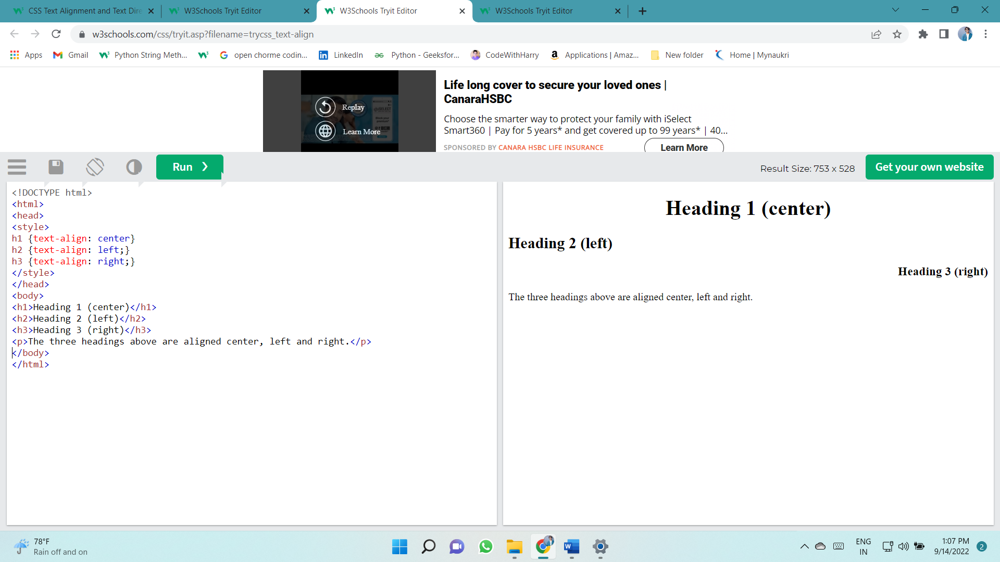 CSS Text Alignment and Text Dire
W3Schools Tryit Editor
W3Schools Tryit Editor
W3Schools Tryit Editor
w3schools.com/css/tryit.asp?filename=trycss_text-align
Apps
Gmail
Python String Meth...
open chorme codin...
LinkedIn
Python - Geeksfor...
CodeWithHarry
Applications | Amaz...
New folder
Home | Mynaukri
Replay
Learn More
Life long cover to secure your loved ones |
CanaraHSBC
Choose the smarter way to protect your family with iSelect
Smart360 | Pay for 5 years* and get covered up to 99 years* | 40...
SPONSORED BY CANARA HSBC LIFE INSURANCE
Learn More
Run ❯
Result Size: 753 x 528
Get your own website
<!DOCTYPE html>
<html>
<head>
<style>
h1 {text-align: center}
h2 {text-align: left;}
h3 {text-align: right;}
</style>
</head>
<body>
<h1>Heading 1 (center)</h1>
<h2>Heading 2 (left)</h2>
<h3>Heading 3 (right)</h3>
<p>The three headings above are aligned center, left and right.</p>
</body>
</html>
Heading 1 (center)
Heading 2 (left)
Heading 3 (right)
The three headings above are aligned center, left and right.
78°F
Rain off and on
ENG
IN
1:07 PM
9/14/2022
2